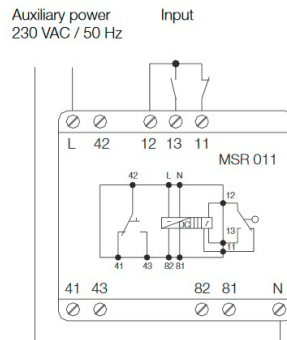 Auxiliary power Input
230 VAC / 50 Hz
L 42 12 13 11
MSR 011
42 L N
12
DC
13
11
41 43 82 81
41 43 82 81 N